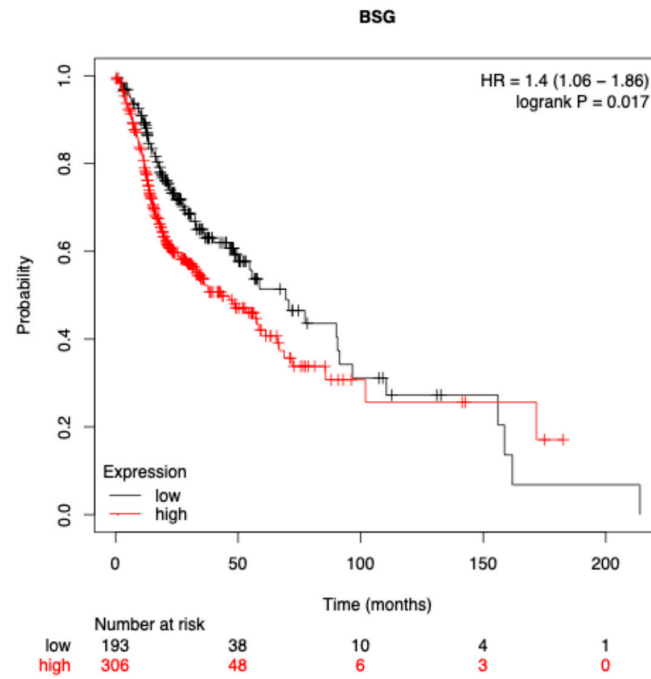 BSG
HR = 1.4 (1.06 − 1.86)
logrank P = 0.017
Probability
1.0
0.8
0.6
0.4
0.2
0.0
Expression
low
high
0 50 100 150 200
Time (months)
Number at risk
low 193 38 10 4 1
high 306 48 6 3 0